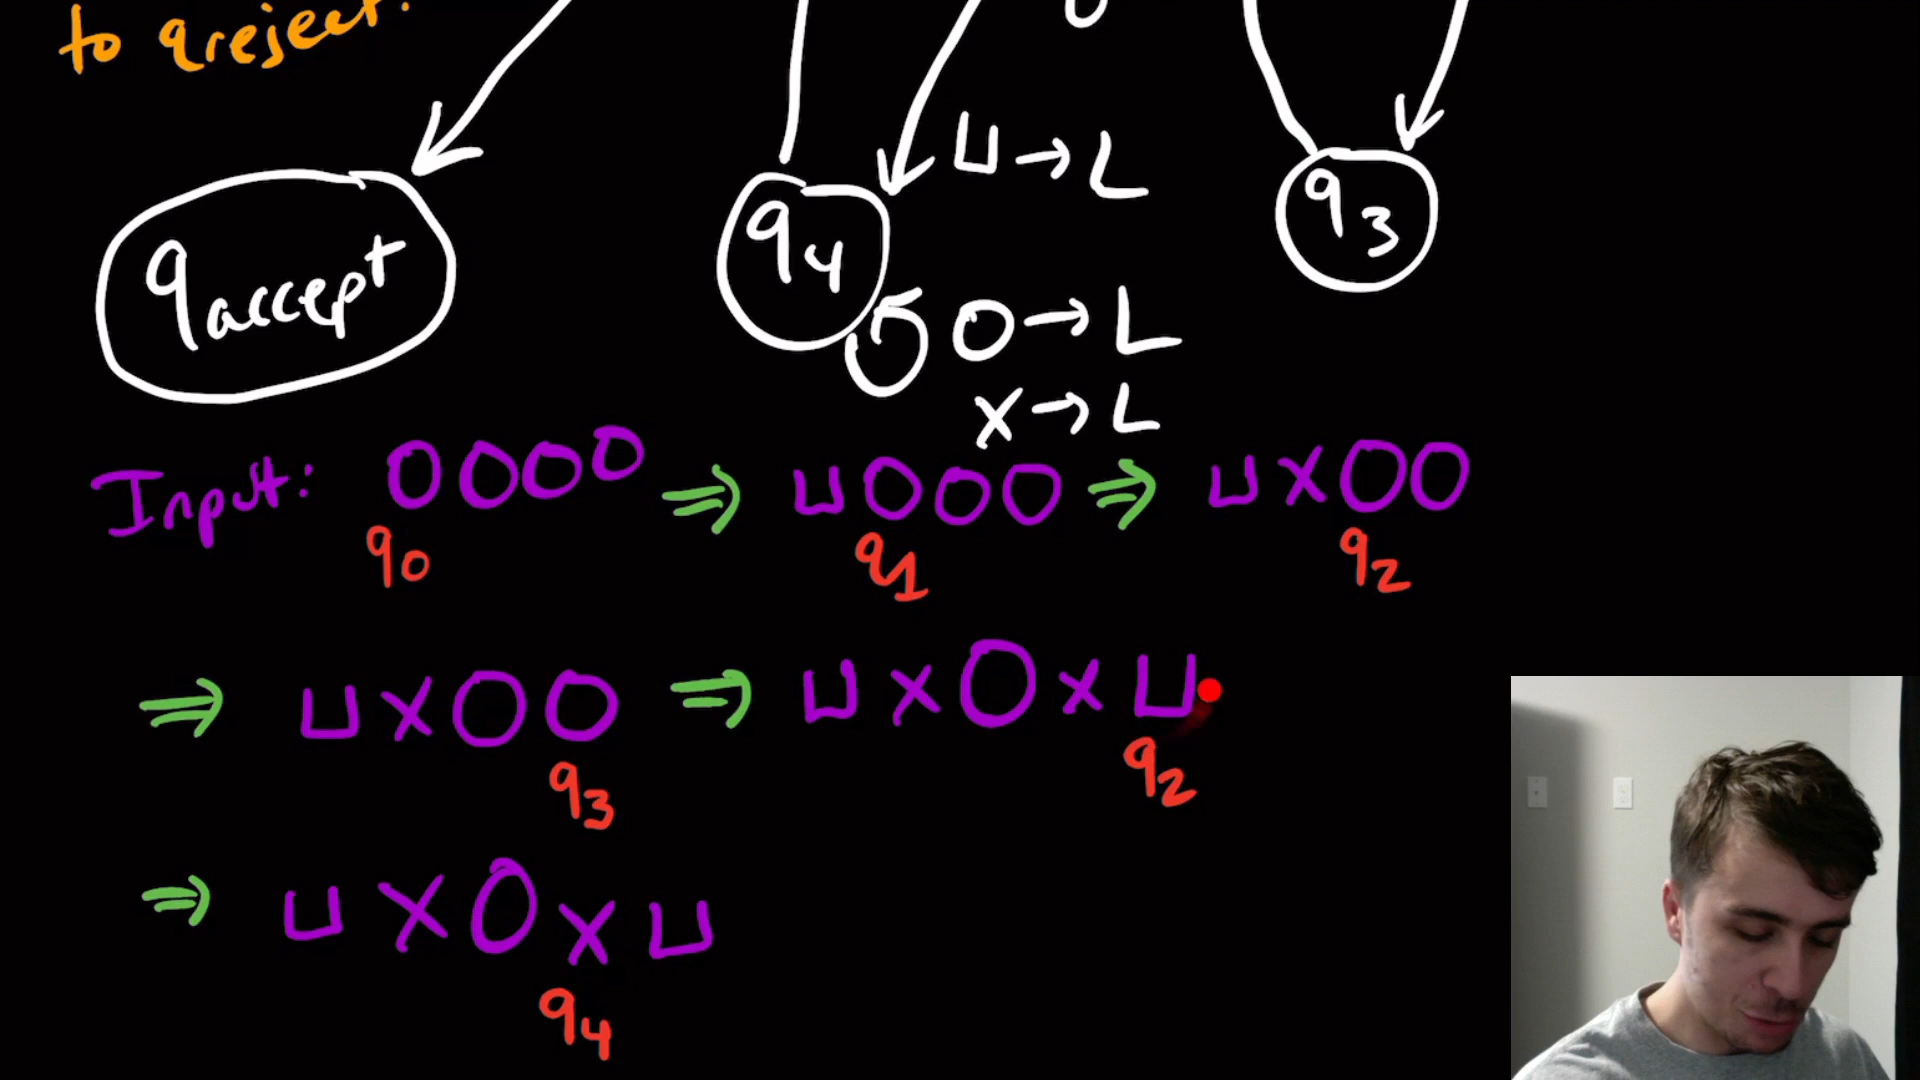 to qreject.
⊔→L
q4
q3
qaccept
0→L
x→L
Input: 0000 ⇒ ⊔000 ⇒ ⊔x00
q0 q1 q2
⇒ ⊔x00 ⇒ ⊔x0x⊔
q3 q2
⇒ ⊔x0x⊔
q4